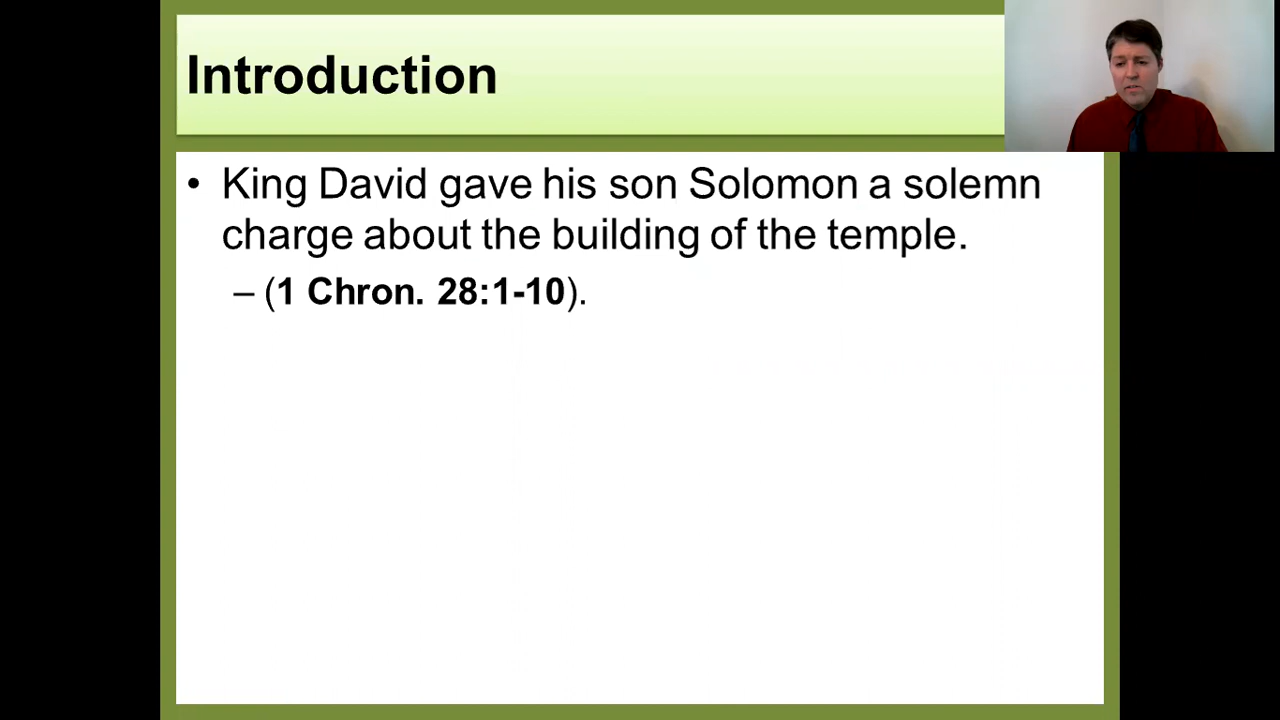 Introduction
• King David gave his son Solomon a solemn
charge about the building of the temple.
– (1 Chron. 28:1-10).